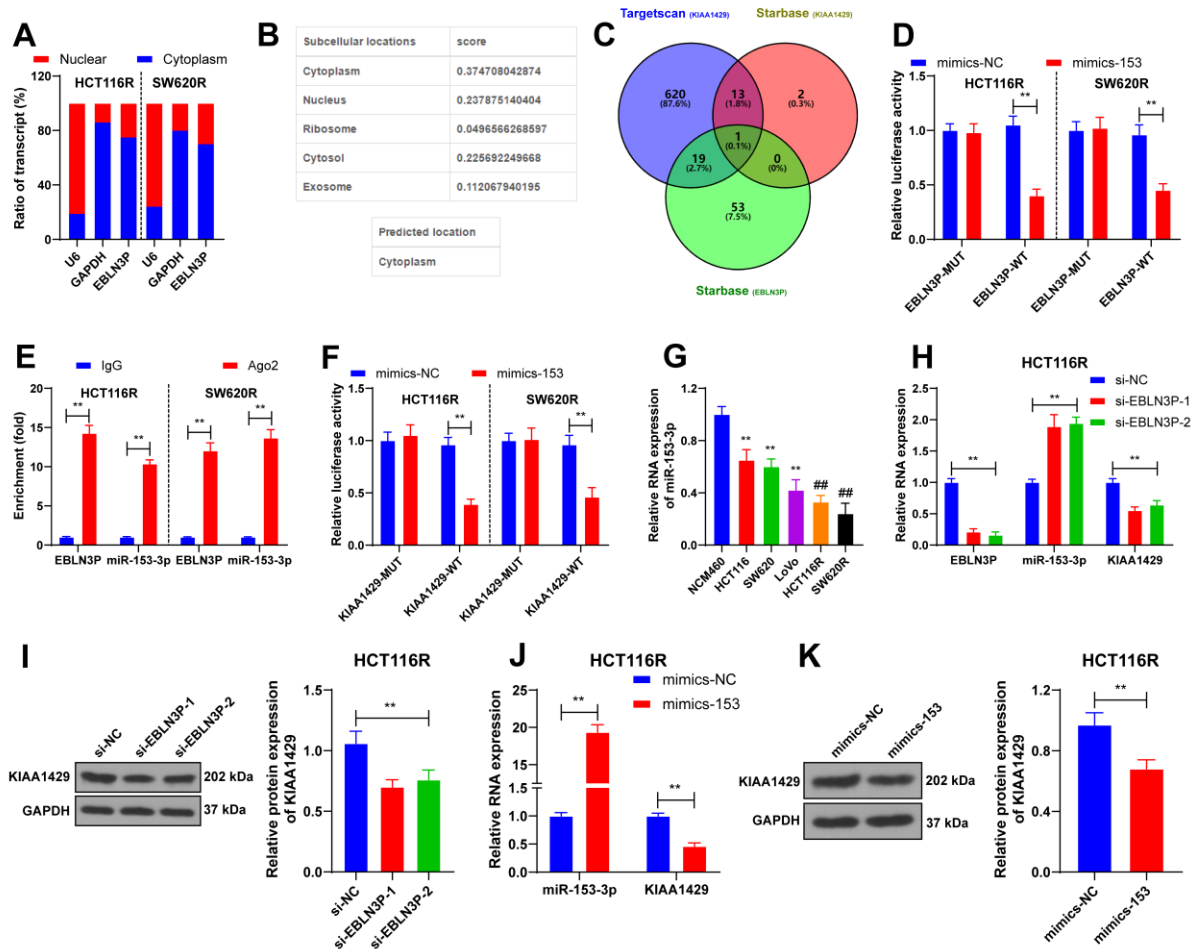 A
Nuclear
Cytoplasm
HCT116R
SW620R
Ratio of transcript (%)
120
80
40
0
U6
GAPDH
EBLN3P
U6
GAPDH
EBLN3P
B
Subcellular locations score
Cytoplasm 0.374708042874
Nucleus 0.237875140404
Ribosome 0.0496566268597
Cytosol 0.225692249668
Exosome 0.112067940195
Predicted location
Cytoplasm
C
Targetscan (KIAA1429)
Starbase (KIAA1429)
620
(87.6%)
13
(1.8%)
2
(0.3%)
1
(0.1%)
19
(2.7%)
0
(0%)
53
(7.5%)
Starbase (EBLN3P)
D
mimics-NC
mimics-153
HCT116R
SW620R
**
**
Relative luciferase activity
1.5
1.0
0.5
0.0
EBLN3P-MUT
EBLN3P-WT
EBLN3P-MUT
EBLN3P-WT
E
IgG
Ago2
HCT116R
SW620R
**
**
**
**
Enrichment (fold)
20
15
10
5
0
EBLN3P
miR-153-3p
EBLN3P
miR-153-3p
F
mimics-NC
mimics-153
HCT116R
SW620R
**
**
Relative luciferase activity
1.5
1.0
0.5
0.0
KIAA1429-MUT
KIAA1429-WT
KIAA1429-MUT
KIAA1429-WT
G
Relative RNA expression
of miR-153-3p
1.2
0.8
0.4
0.0
**
**
**
##
##
NCM460
HCT116
SW620
LoVo
HCT116R
SW620R
H
HCT116R
si-NC
si-EBLN3P-1
si-EBLN3P-2
**
**
**
Relative RNA expression
2.5
2.0
1.5
1.0
0.5
0.0
EBLN3P
miR-153-3p
KIAA1429
I
si-NC
si-EBLN3P-1
si-EBLN3P-2
KIAA1429
202 kDa
GAPDH
37 kDa
HCT116R
**
Relative protein expression
of KIAA1429
1.5
1.0
0.5
0.0
si-NC
si-EBLN3P-1
si-EBLN3P-2
J
HCT116R
mimics-NC
mimics-153
**
**
Relative RNA expression
25
20
15
10
5
1.5
1.0
0.5
0.0
miR-153-3p
KIAA1429
K
mimics-NC
mimics-153
KIAA1429
202 kDa
GAPDH
37 kDa
HCT116R
**
Relative protein expression
of KIAA1429
1.2
0.8
0.4
0.0
mimics-NC
mimics-153